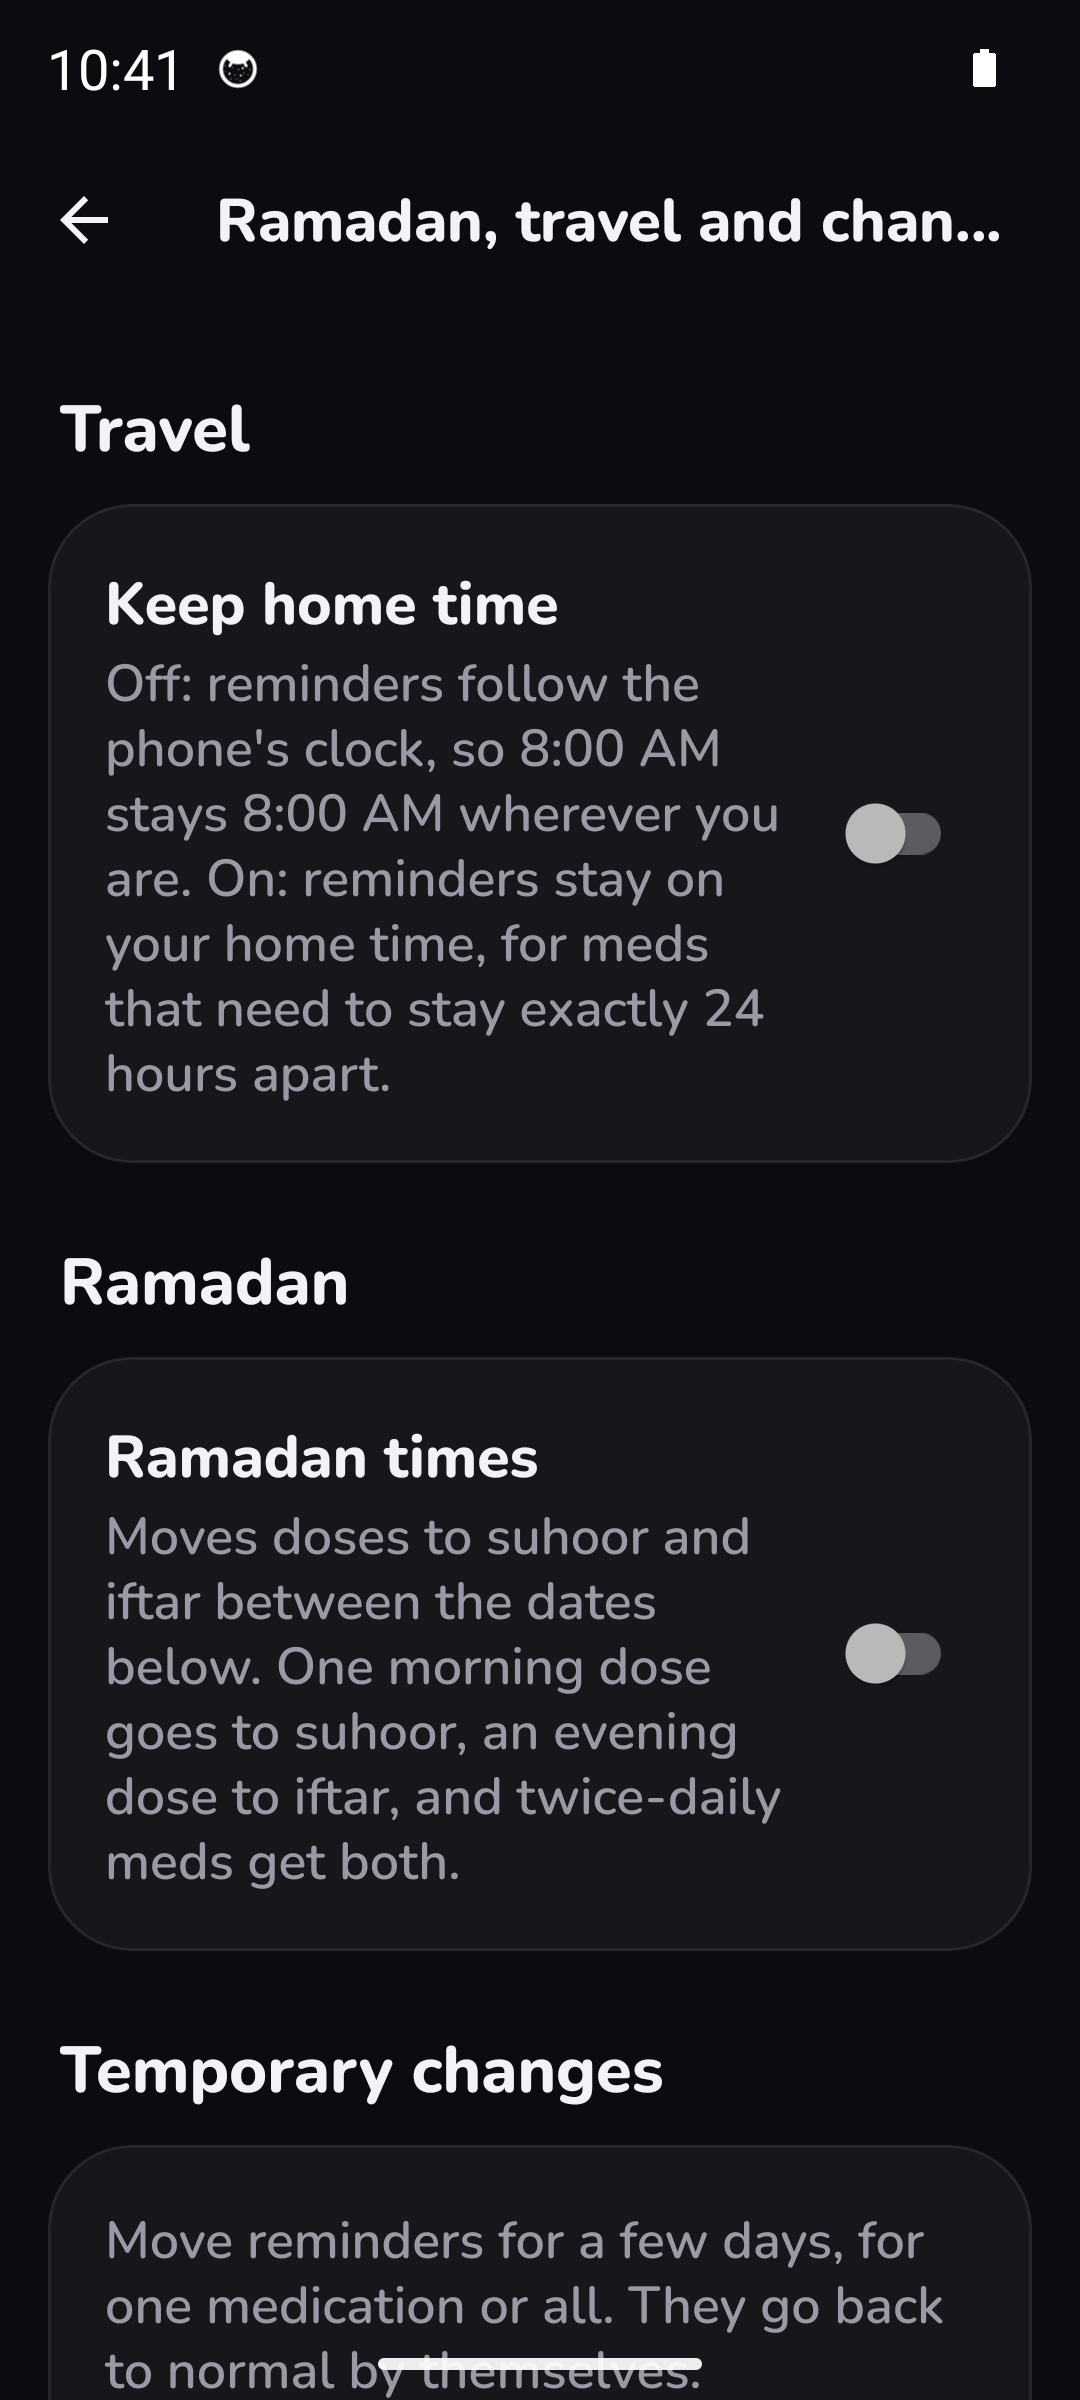 10:41
Ramadan, travel and chan...
Travel
Keep home time
Off: reminders follow the
phone's clock, so 8:00 AM
stays 8:00 AM wherever you
are. On: reminders stay on
your home time, for meds
that need to stay exactly 24
hours apart.
Ramadan
Ramadan times
Moves doses to suhoor and
iftar between the dates
below. One morning dose
goes to suhoor, an evening
dose to iftar, and twice-daily
meds get both.
Temporary changes
Move reminders for a few days, for
one medication or all. They go back
to normal by themselves.